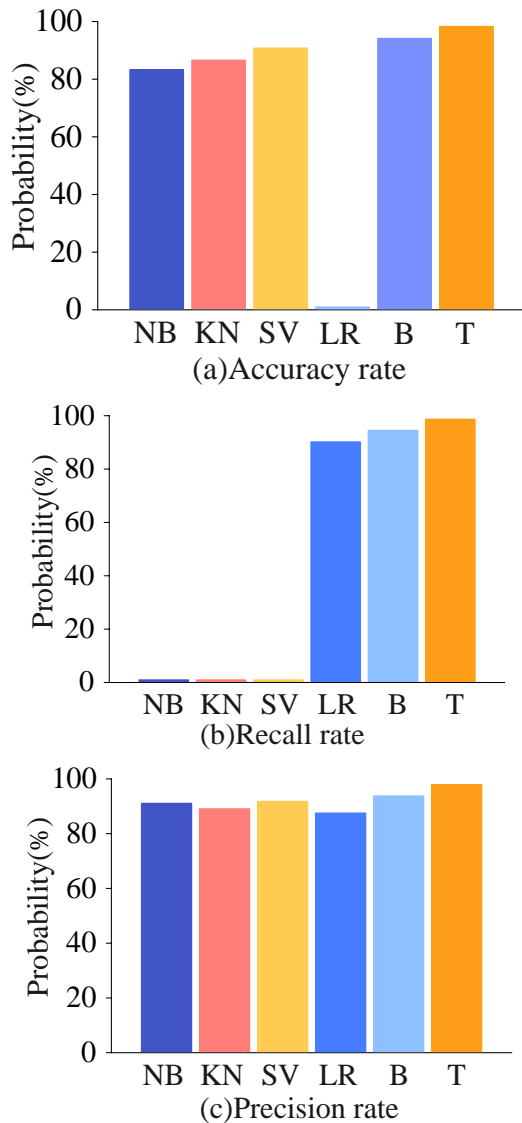 Probability(%)
100
80
60
40
20
0
NB KN SV LR B T
(a)Accuracy rate
Probability(%)
100
80
60
40
20
0
NB KN SV LR B T
(b)Recall rate
Probability(%)
100
80
60
40
20
0
NB KN SV LR B T
(c)Precision rate